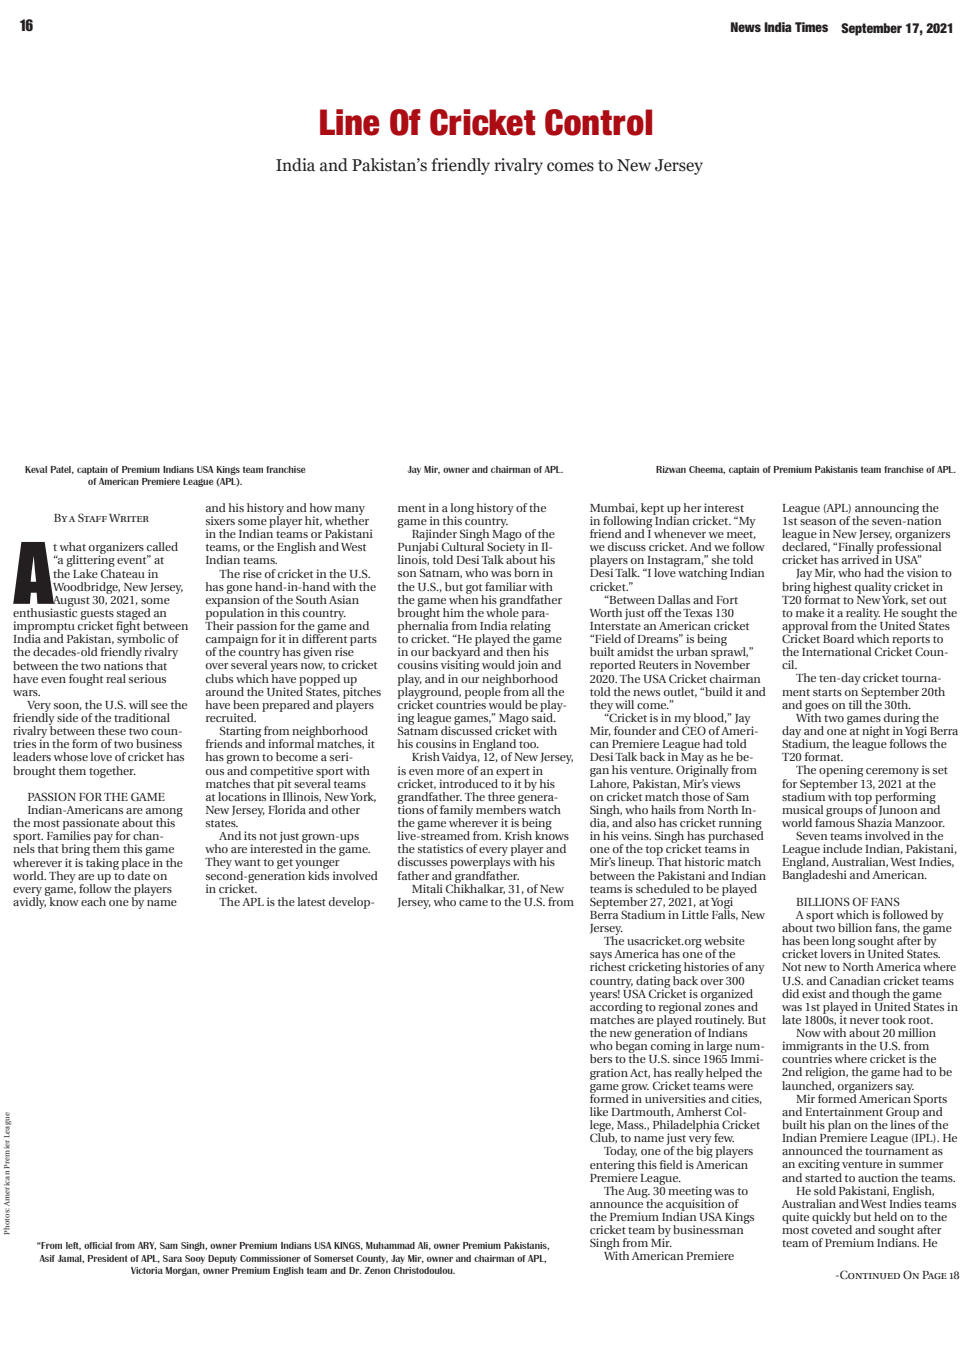 16
News India Times September 17, 2021
Line Of Cricket Control
India and Pakistan’s friendly rivalry comes to New Jersey
Keval Patel, captain of Premium Indians USA Kings team franchise
of American Premiere League (APL).
Jay Mir, owner and chairman of APL.
Rizwan Cheema, captain of Premium Pakistanis team franchise of APL.
By a Staff Writer
At what organizers called
“a glittering event” at
the Lake Chateau in
Woodbridge, New Jersey,
August 30, 2021, some
enthusiastic guests staged an
impromptu cricket fight between
India and Pakistan, symbolic of
the decades-old friendly rivalry
between the two nations that
have even fought real serious
wars.
Very soon, the U.S. will see the
friendly side of the traditional
rivalry between these two coun-
tries in the form of two business
leaders whose love of cricket has
brought them together.
PASSION FOR THE GAME
Indian-Americans are among
the most passionate about this
sport. Families pay for chan-
nels that bring them this game
wherever it is taking place in the
world. They are up to date on
every game, follow the players
avidly, know each one by name
and his history and how many
sixers some player hit, whether
in the Indian teams or Pakistani
teams, or the English and West
Indian teams.
The rise of cricket in the U.S.
has gone hand-in-hand with the
expansion of the South Asian
population in this country.
Their passion for the game and
campaign for it in different parts
of the country has given rise
over several years now, to cricket
clubs which have popped up
around the United States, pitches
have been prepared and players
recruited.
Starting from neighborhood
friends and informal matches, it
has grown to become a seri-
ous and competitive sport with
matches that pit several teams
at locations in Illinois, New York,
New Jersey, Florida and other
states.
And its not just grown-ups
who are interested in the game.
They want to get younger
second-generation kids involved
in cricket.
The APL is the latest develop-
ment in a long history of the
game in this country.
Rajinder Singh Mago of the
Punjabi Cultural Society in Il-
linois, told Desi Talk about his
son Satnam, who was born in
the U.S., but got familiar with
the game when his grandfather
brought him the whole para-
phernalia from India relating
to cricket. “He played the game
in our backyard and then his
cousins visiting would join and
play, and in our neighborhood
playground, people from all the
cricket countries would be play-
ing league games,” Mago said.
Satnam discussed cricket with
his cousins in England too.
Krish Vaidya, 12, of New Jersey,
is even more of an expert in
cricket, introduced to it by his
grandfather. The three genera-
tions of family members watch
the game wherever it is being
live-streamed from. Krish knows
the statistics of every player and
discusses powerplays with his
father and grandfather.
Mitali Chikhalkar, 31, of New
Jersey, who came to the U.S. from
Mumbai, kept up her interest
in following Indian cricket. “My
friend and I whenever we meet,
we discuss cricket. And we follow
players on Instagram,” she told
Desi Talk. “I love watching Indian
cricket.”
“Between Dallas and Fort
Worth just off the Texas 130
Interstate an American cricket
“Field of Dreams” is being
built amidst the urban sprawl,”
reported Reuters in November
2020. The USA Cricket chairman
told the news outlet, “build it and
they will come.”
“Cricket is in my blood,” Jay
Mir, founder and CEO of Ameri-
can Premiere League had told
Desi Talk back in May as he be-
gan his venture. Originally from
Lahore, Pakistan, Mir’s views
on cricket match those of Sam
Singh, who hails from North In-
dia, and also has cricket running
in his veins. Singh has purchased
one of the top cricket teams in
Mir’s lineup. That historic match
between the Pakistani and Indian
teams is scheduled to be played
September 27, 2021, at Yogi
Berra Stadium in Little Falls, New
Jersey.
The usacricket.org website
says America has one of the
richest cricketing histories of any
country, dating back over 300
years! USA Cricket is organized
according to regional zones and
matches are played routinely. But
the new generation of Indians
who began coming in large num-
bers to the U.S. since 1965 Immi-
gration Act, has really helped the
game grow. Cricket teams were
formed in universities and cities,
like Dartmouth, Amherst Col-
lege, Mass., Philadelphia Cricket
Club, to name just very few.
Today, one of the big players
entering this field is American
Premiere League.
The Aug. 30 meeting was to
announce the acquisition of
the Premium Indian USA Kings
cricket team by businessman
Singh from Mir.
With American Premiere
League (APL) announcing the
1st season of the seven-nation
league in New Jersey, organizers
declared, “Finally professional
cricket has arrived in USA”
Jay Mir, who had the vision to
bring highest quality cricket in
T20 format to New York, set out
to make it a reality. He sought the
approval from the United States
Cricket Board which reports to
the International Cricket Coun-
cil.
The ten-day cricket tourna-
ment starts on September 20th
and goes on till the 30th.
With two games during the
day and one at night in Yogi Berra
Stadium, the league follows the
T20 format.
The opening ceremony is set
for September 13, 2021 at the
stadium with top performing
musical groups of Junoon and
world famous Shazia Manzoor.
Seven teams involved in the
League include Indian, Pakistani,
England, Australian, West Indies,
Bangladeshi and American.
BILLIONS OF FANS
A sport which is followed by
about two billion fans, the game
has been long sought after by
cricket lovers in United States.
Not new to North America where
U.S. and Canadian cricket teams
did exist and though the game
was 1st played in United States in
late 1800s, it never took root.
Now with about 20 million
immigrants in the U.S. from
countries where cricket is the
2nd religion, the game had to be
launched, organizers say.
Mir formed American Sports
and Entertainment Group and
built his plan on the lines of the
Indian Premiere League (IPL). He
announced the tournament as
an exciting venture in summer
and started to auction the teams.
He sold Pakistani, English,
Australian and West Indies teams
quite quickly but held on to the
most coveted and sought after
team of Premium Indians. He
-Continued On Page 18
Photos: American Premier League
“From left, official from ARY, Sam Singh, owner Premium Indians USA KINGS, Muhammad Ali, owner Premium Pakistanis,
Asif Jamal, President of APL, Sara Sooy Deputy Commissioner of Somerset County, Jay Mir, owner and chairman of APL,
Victoria Morgan, owner Premium English team and Dr. Zenon Christodoulou.